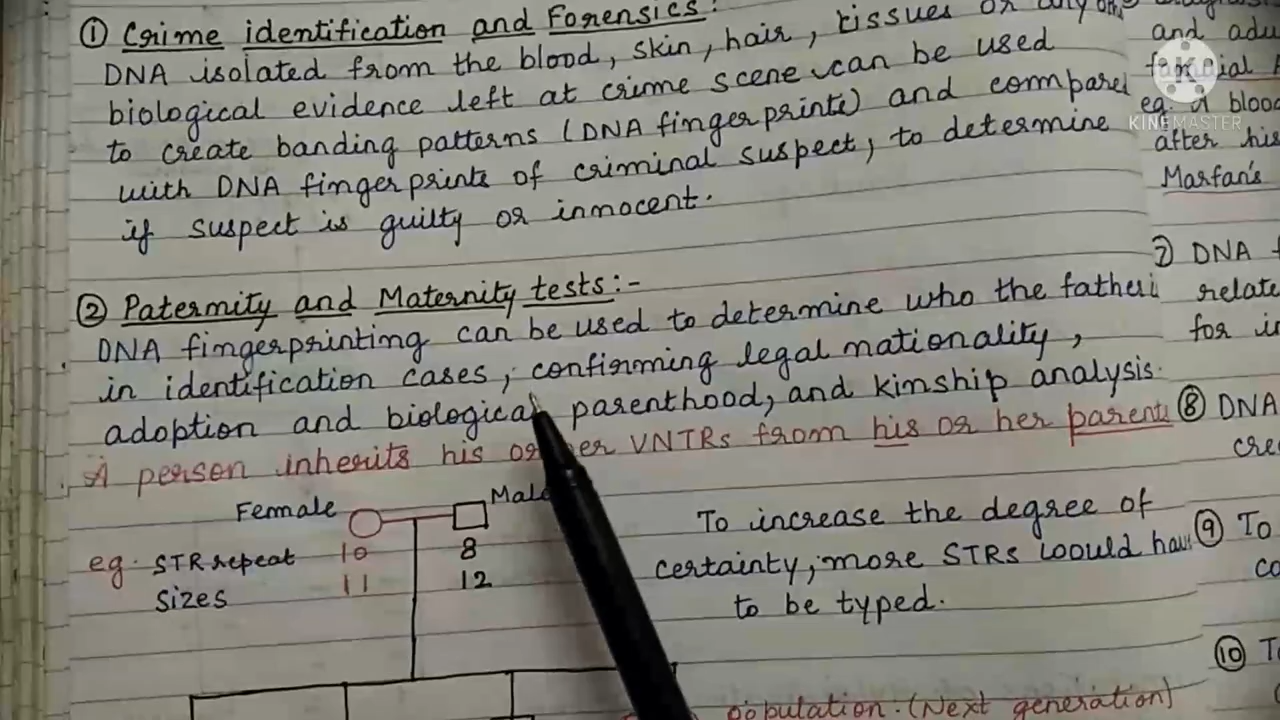 ① Crime identification and Forensics:
DNA isolated from the blood, skin, hair, tissues or any
biological evidence left at crime scene can be used
to create banding patterns (DNA fingerprints) and compared
with DNA fingerprints of criminal suspect, to determine
if suspect is guilty or innocent.
② Paternity and Maternity tests:-
DNA fingerprinting can be used to determine who the father
in identification cases, confirming legal nationality,
adoption and biological parenthood, and kinship analysis.
A person inherits his or her VNTRs from his or her parents
Female Male
eg. STR repeat 10 8
Sizes 11 12
To increase the degree of
certainty, more STRs would have
to be typed.
population: (Next generation)
and
eg. A blood
after his
Marfan's
7) DNA
relate
for
⑧ DNA
⑨ To
⑩
KINEMASTER